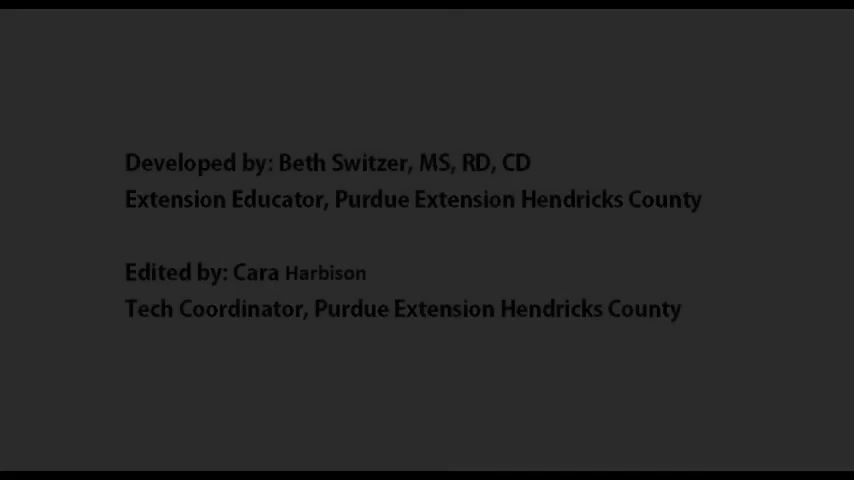 Developed by: Beth Switzer, MS, RD, CD
Extension Educator, Purdue Extension Hendricks County
Edited by: Cara Harbison
Tech Coordinator, Purdue Extension Hendricks County